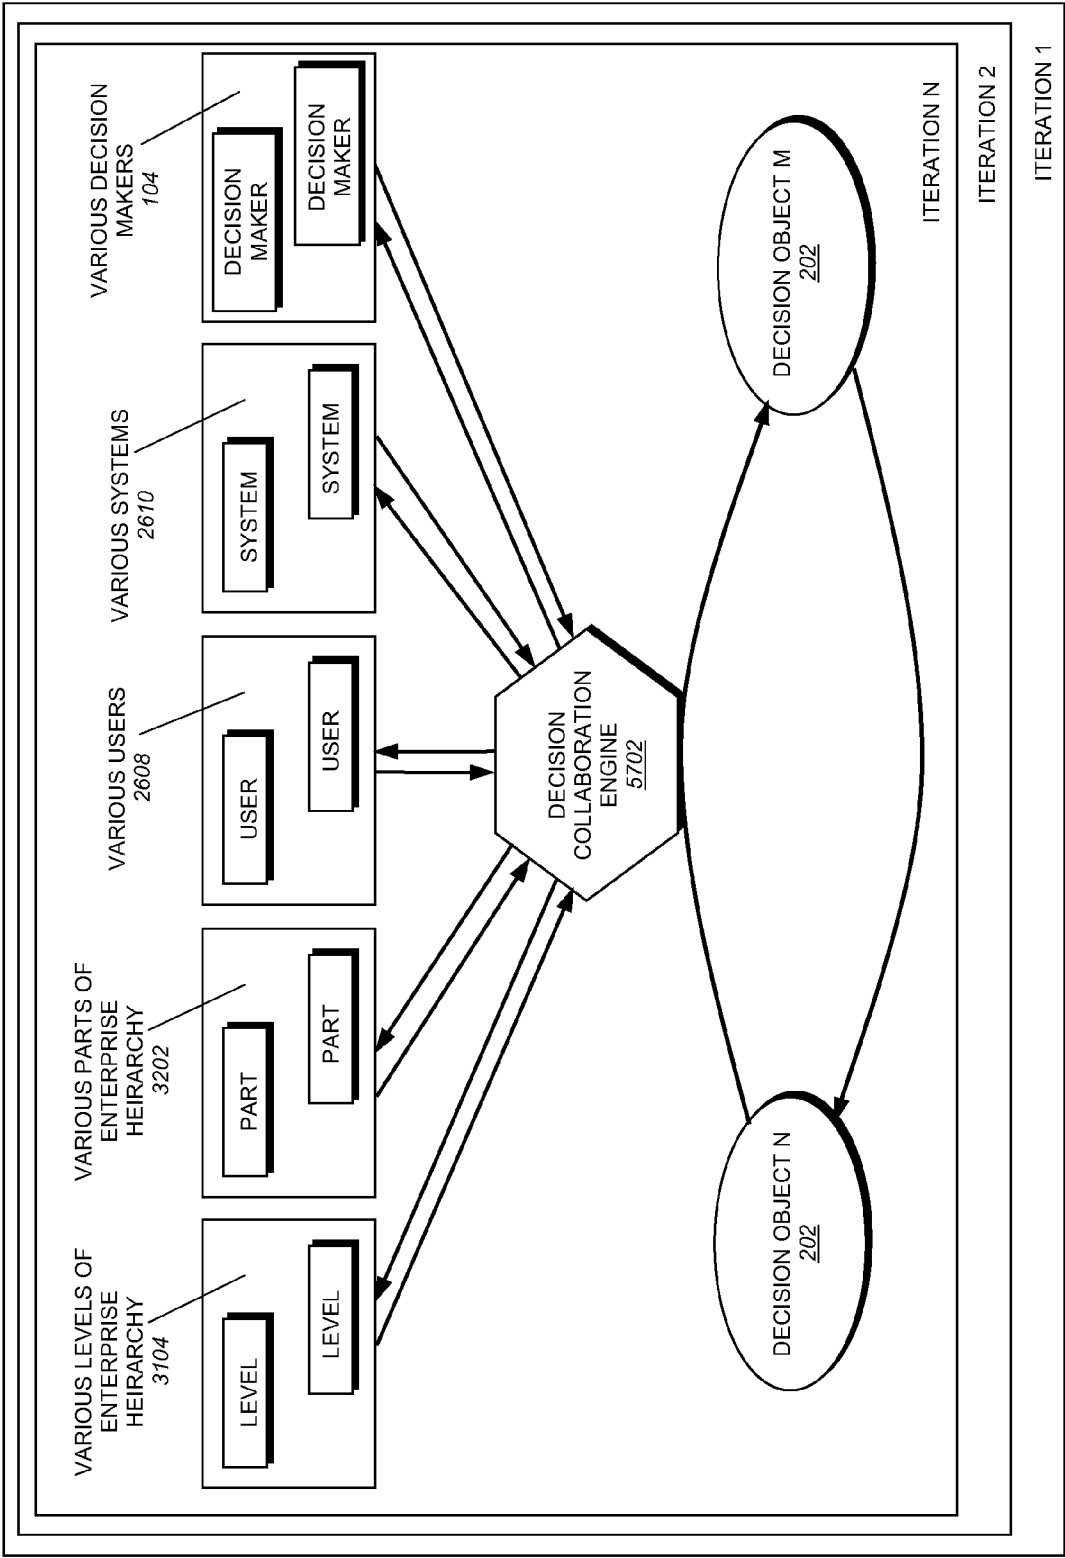 VARIOUS LEVELS OF
ENTERPRISE
HEIRARCHY
3104
VARIOUS PARTS OF
ENTERPRISE
HEIRARCHY
3202
VARIOUS USERS
2608
VARIOUS SYSTEMS
2610
VARIOUS DECISION
MAKERS
104
LEVEL
LEVEL
PART
PART
USER
USER
SYSTEM
SYSTEM
DECISION
MAKER
DECISION
MAKER
DECISION
COLLABORATION
ENGINE
5702
DECISION OBJECT N
202
DECISION OBJECT M
202
ITERATION N
ITERATION 2
ITERATION 1